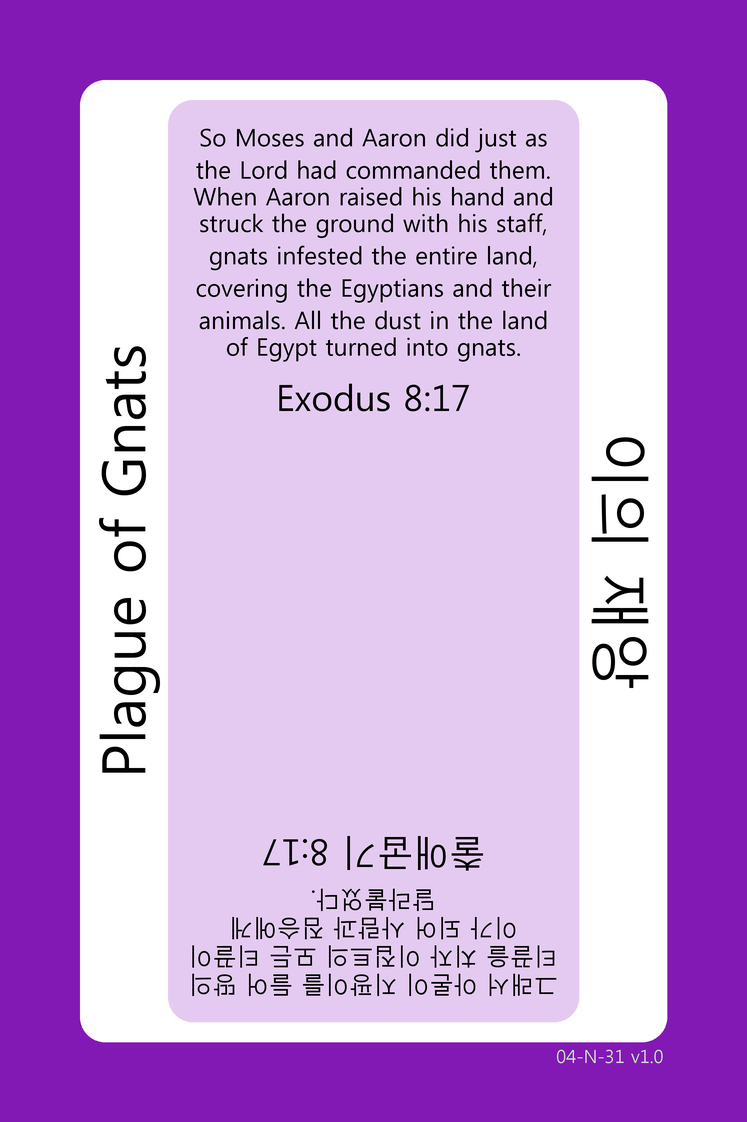 So Moses and Aaron did just as
the Lord had commanded them.
When Aaron raised his hand and
struck the ground with his staff,
gnats infested the entire land,
covering the Egyptians and their
animals. All the dust in the land
of Egypt turned into gnats.
Exodus 8:17
Plague of Gnats
이의 재앙
그래서 아론이 지팡이를 들어 땅의
티끌을 치자 이집트의 모든 티끌이
이가 되어 사람과 짐승에게
달라붙었다.
출애굽기 8:17
04-N-31 v1.0